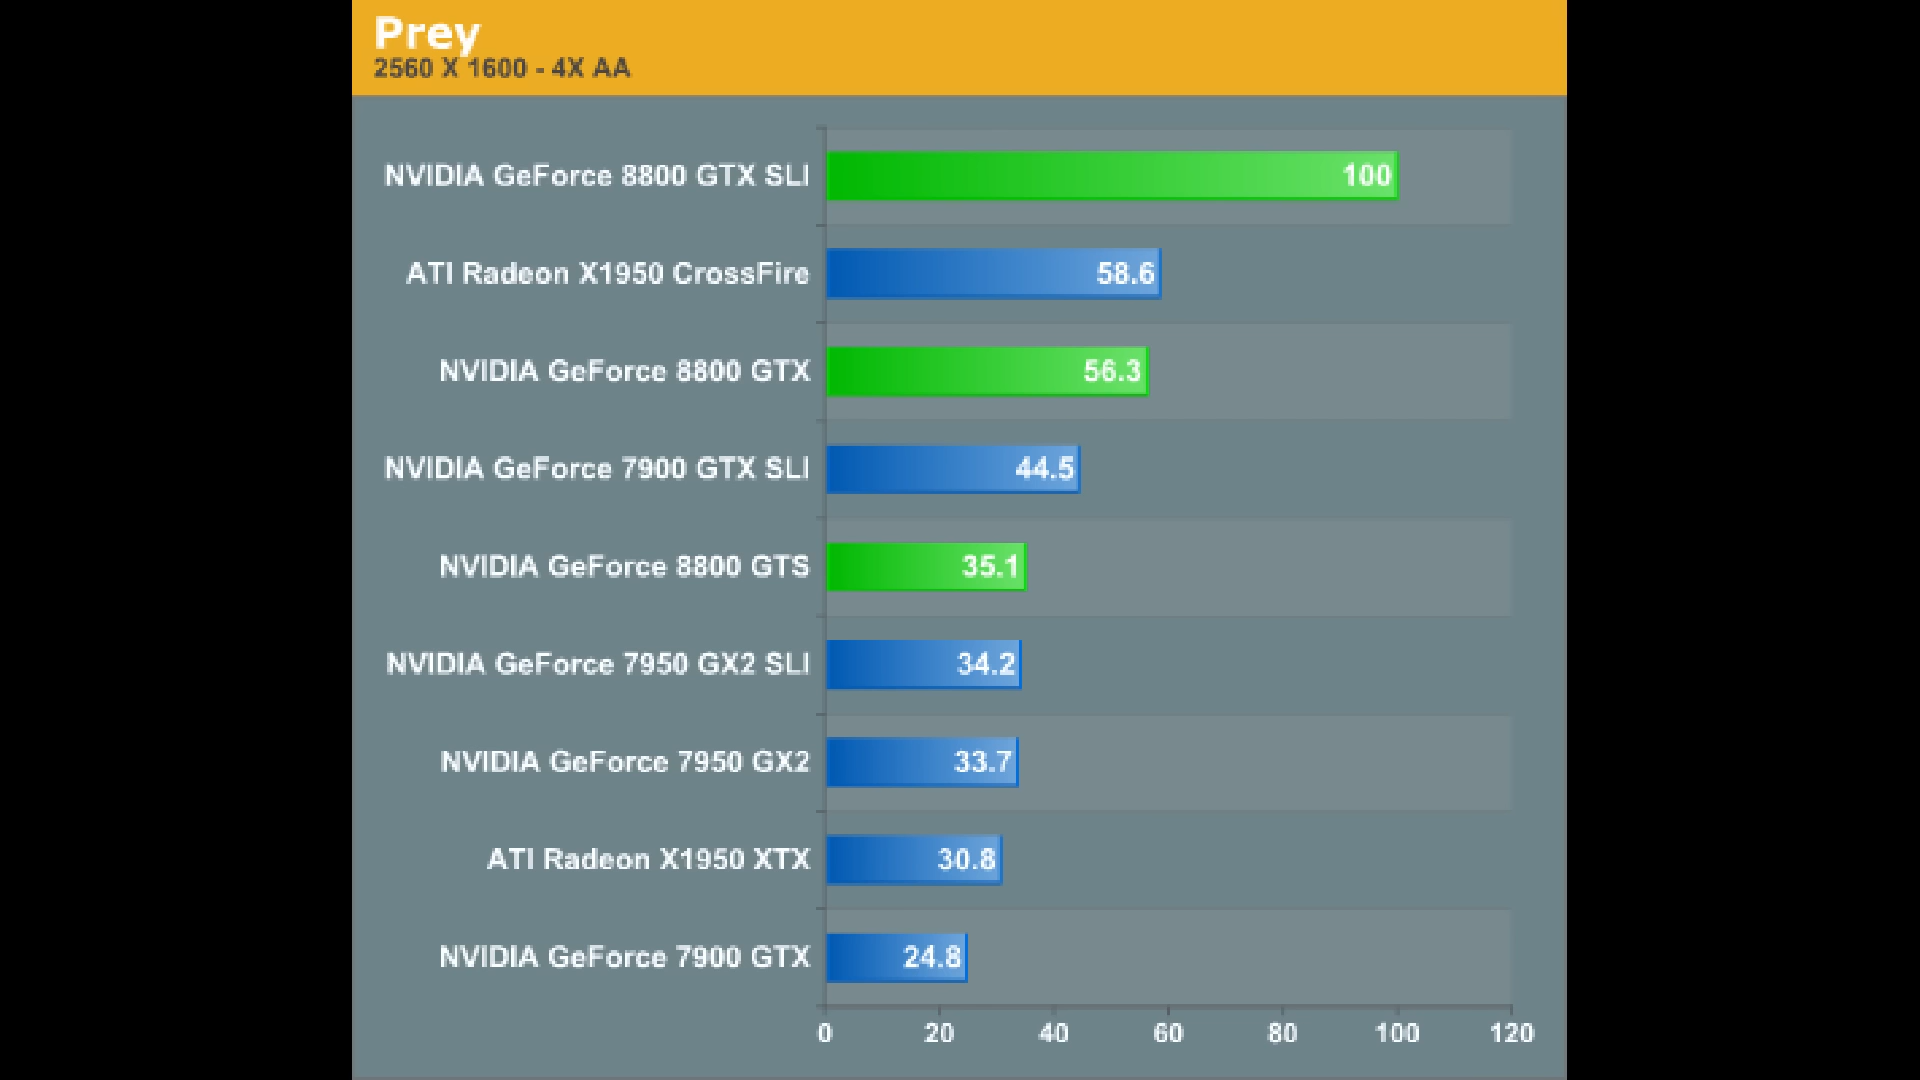 Prey
2560 X 1600 - 4X AA
NVIDIA GeForce 8800 GTX SLI 100
ATI Radeon X1950 CrossFire 58.6
NVIDIA GeForce 8800 GTX 56.3
NVIDIA GeForce 7900 GTX SLI 44.5
NVIDIA GeForce 8800 GTS 35.1
NVIDIA GeForce 7950 GX2 SLI 34.2
NVIDIA GeForce 7950 GX2 33.7
ATI Radeon X1950 XTX 30.8
NVIDIA GeForce 7900 GTX 24.8
0 20 40 60 80 100 120